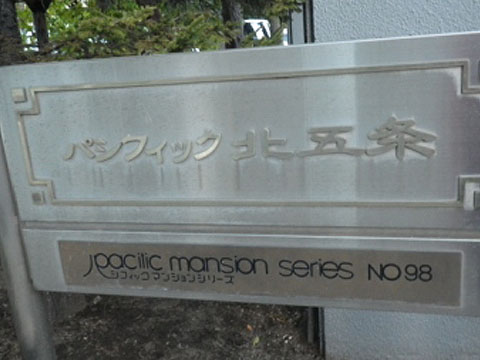 パシフィック 北五条
pacific mansion series NO98
パシフィックマンションシリーズ